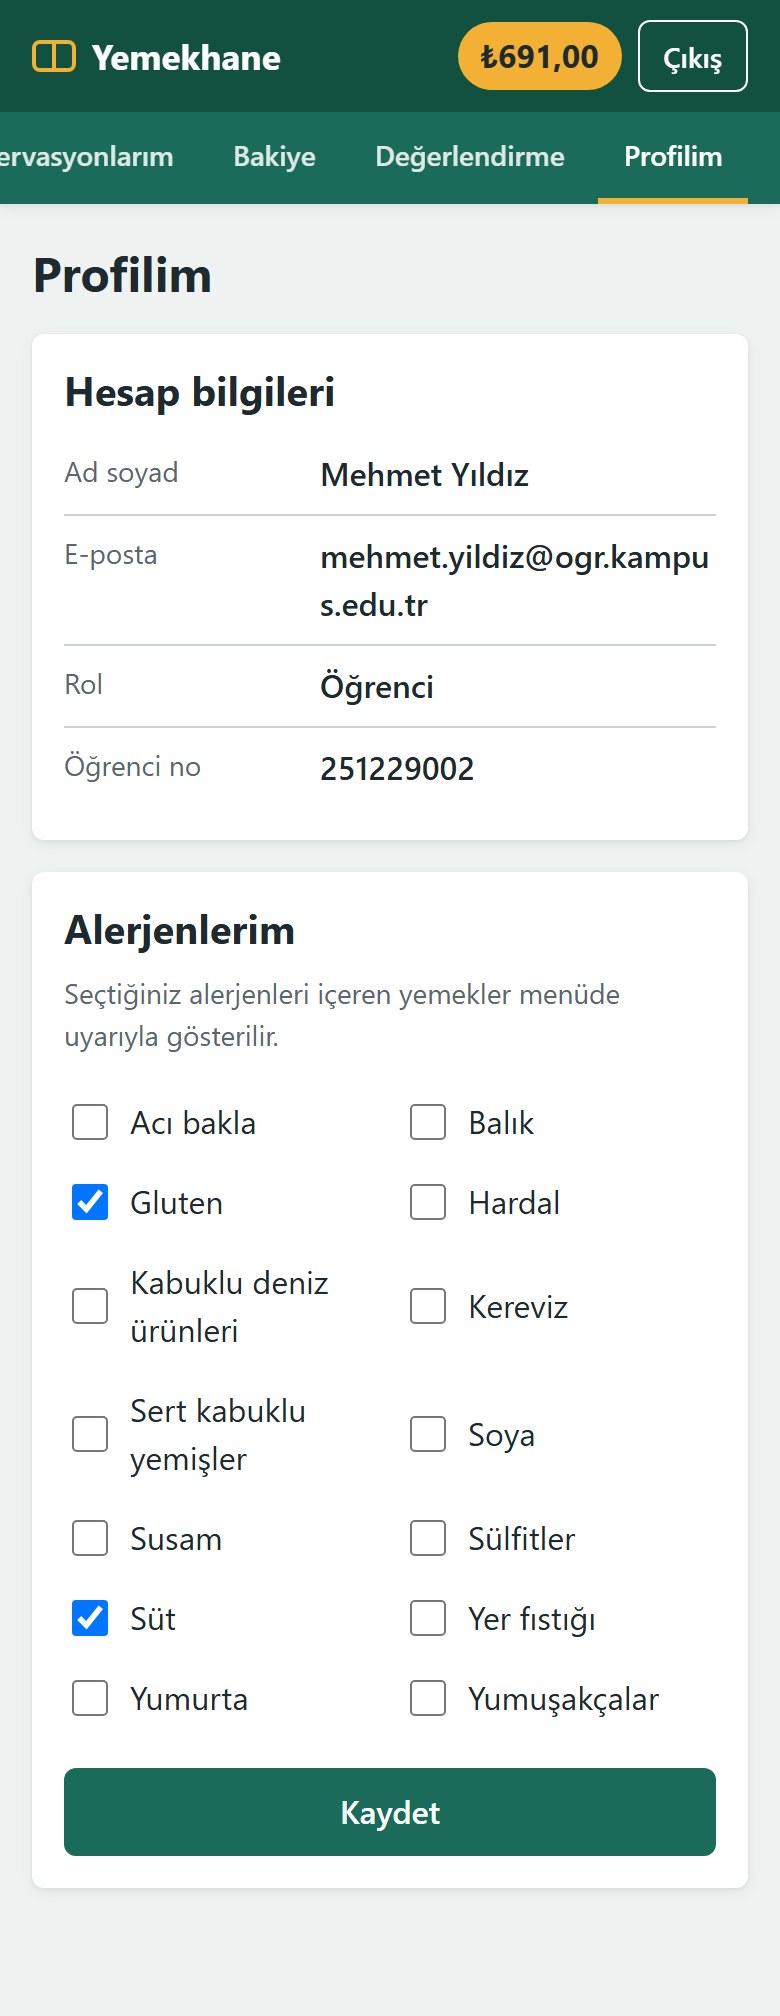 Yemekhane
₺691,00
Çıkış
ervasyonlarım
Bakiye
Değerlendirme
Profilim
Profilim
Hesap bilgileri
Ad soyad
Mehmet Yıldız
E-posta
mehmet.yildiz@ogr.kampu
s.edu.tr
Rol
Öğrenci
Öğrenci no
251229002
Alerjenlerim
Seçtiğiniz alerjenleri içeren yemekler menüde
uyarıyla gösterilir.
Acı bakla
Balık
Gluten
Hardal
Kabuklu deniz
ürünleri
Kereviz
Sert kabuklu
yemişler
Soya
Susam
Sülfitler
Süt
Yer fıstığı
Yumurta
Yumuşakçalar
Kaydet